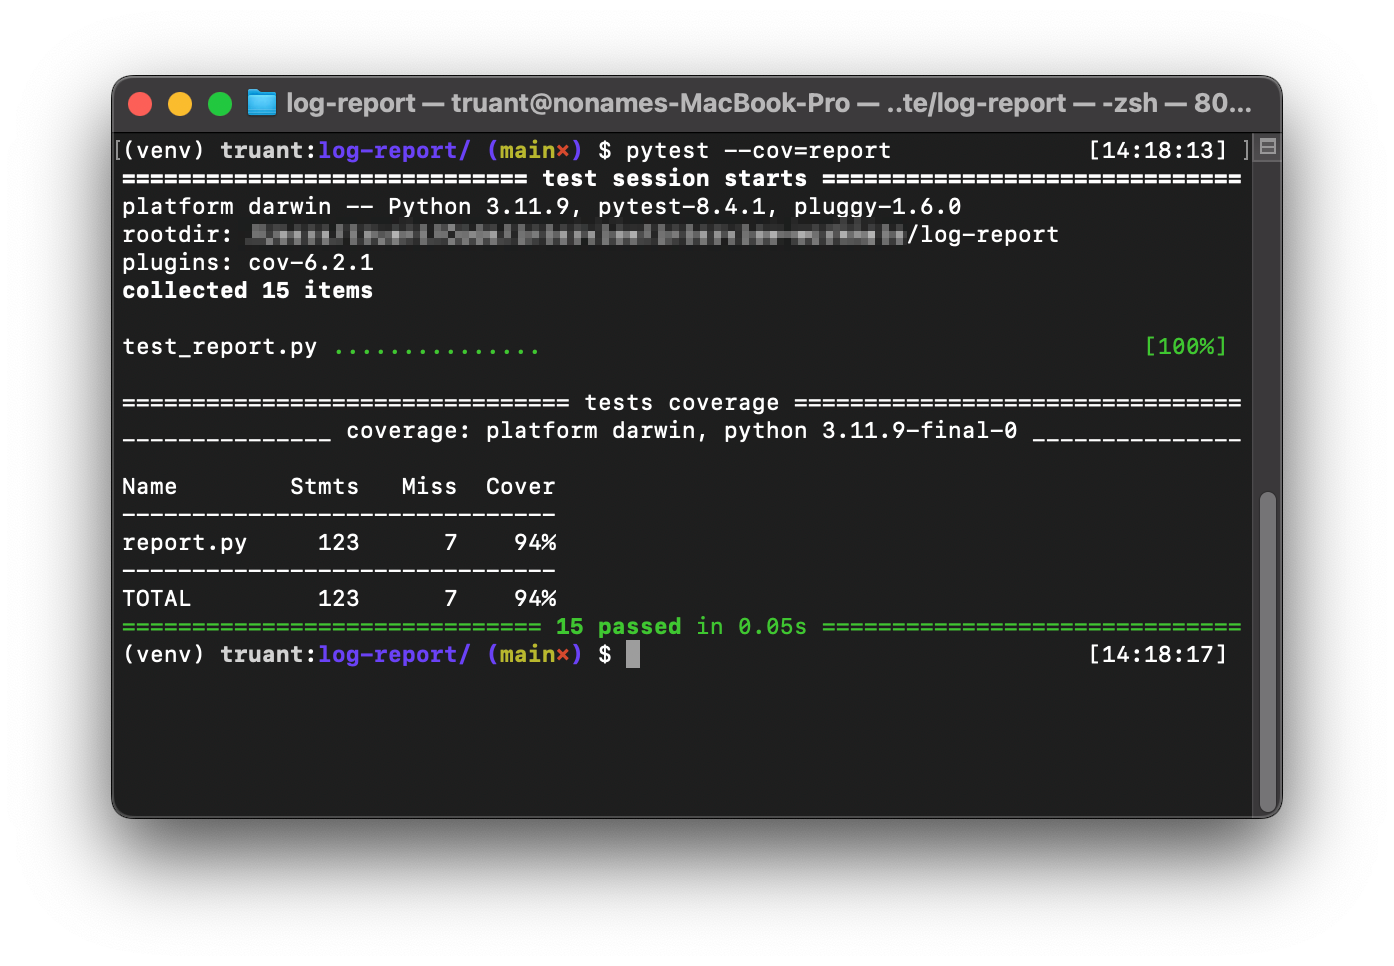 log-report — truant@nonames-MacBook-Pro — ..te/log-report — -zsh — 80...
[(venv) truant:log-report/ (main×) $ pytest --cov=report [14:18:13] ]
============================= test session starts ==============================
platform darwin -- Python 3.11.9, pytest-8.4.1, pluggy-1.6.0
rootdir: /log-report
plugins: cov-6.2.1
collected 15 items
test_report.py ............... [100%]
================================ tests coverage ================================
_______________ coverage: platform darwin, python 3.11.9-final-0 _______________
Name Stmts Miss Cover
-------------------------------
report.py 123 7 94%
-------------------------------
TOTAL 123 7 94%
============================== 15 passed in 0.05s ==============================
(venv) truant:log-report/ (main×) $ [14:18:17]